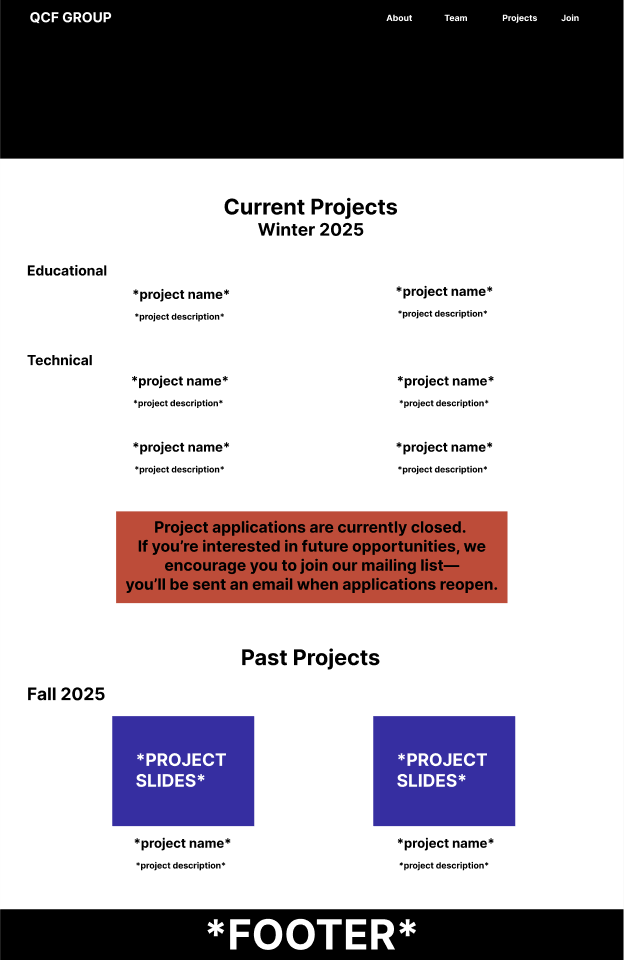 QCF GROUP
About Team Projects Join
Current Projects
Winter 2025
Educational
*project name* *project name*
*project description* *project description*
Technical
*project name* *project name*
*project description* *project description*
*project name* *project name*
*project description* *project description*
Project applications are currently closed.
If you’re interested in future opportunities, we
encourage you to join our mailing list—
you’ll be sent an email when applications reopen.
Past Projects
Fall 2025
*PROJECT
SLIDES*
*PROJECT
SLIDES*
*project name* *project name*
*project description* *project description*
*FOOTER*